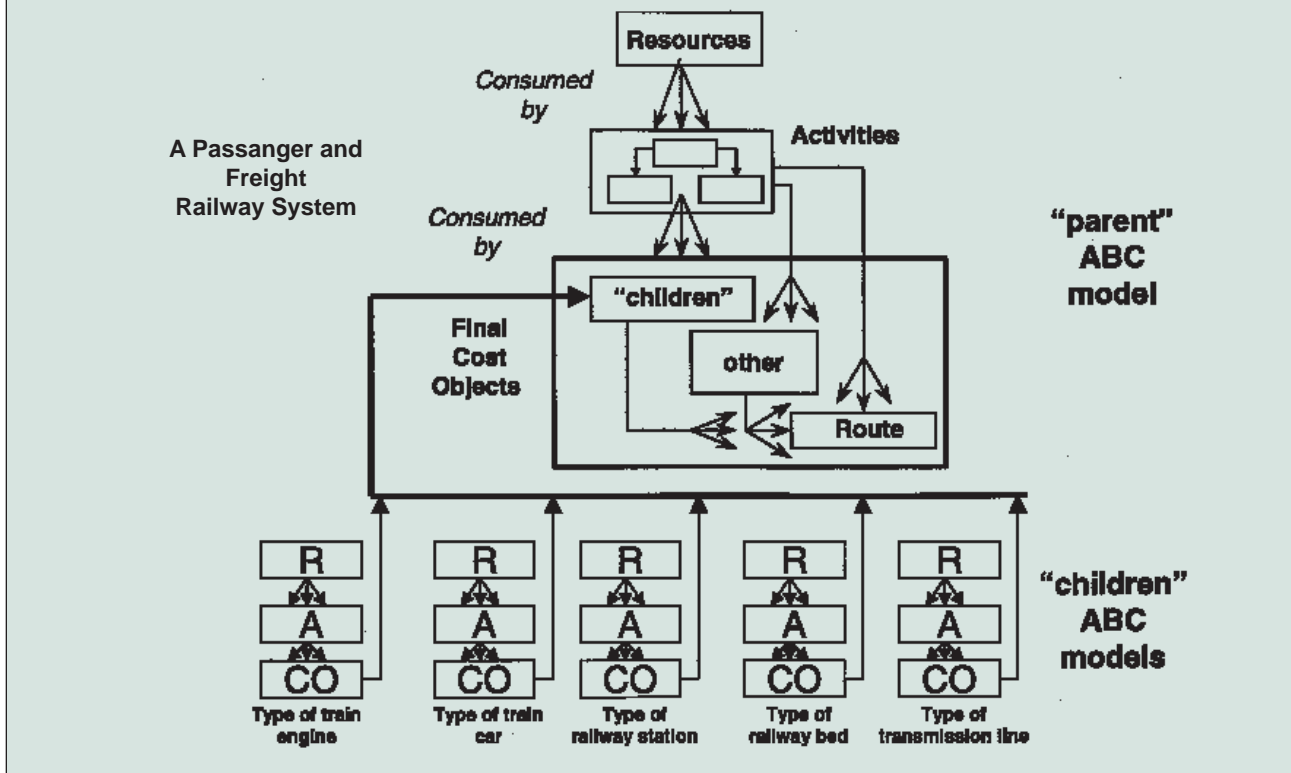 Resources
Consumed
by
A Passanger and
Freight
Railway System
Activities
Consumed
by
"parent"
ABC
model
"children"
Final
Cost
Objects
other
Route
R
R
R
R
R
A
A
A
A
A
CO
CO
CO
CO
CO
"children"
ABC
models
Type of train
engine
Type of train
car
Type of
railway station
Type of
railway bed
Type of
transmission line